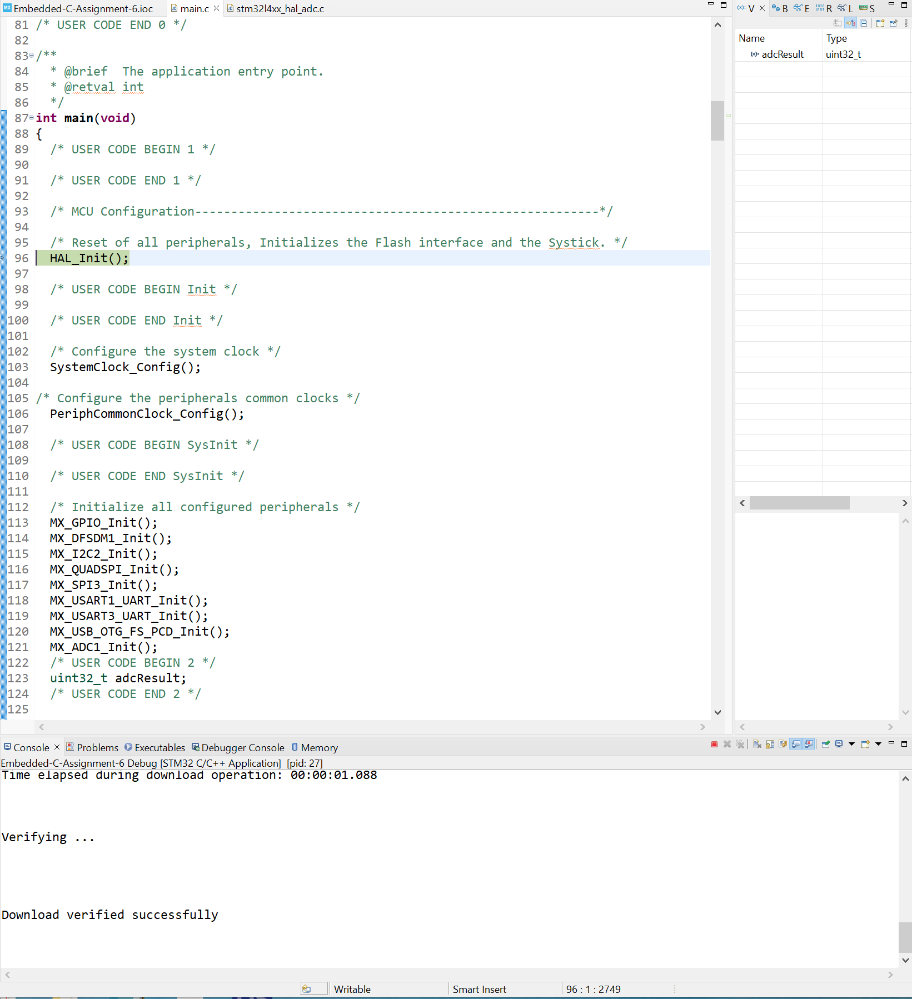 Embedded-C-Assignment-6.ioc main.c stm32l4xx_hal_adc.c
V B E R L S
81 /* USER CODE END 0 */
82
83 /**
84 * @brief  The application entry point.
85 * @retval int
86 */
87 int main(void)
88 {
89 /* USER CODE BEGIN 1 */
90
91 /* USER CODE END 1 */
92
93 /* MCU Configuration--------------------------------------------------------*/
94
95 /* Reset of all peripherals, Initializes the Flash interface and the Systick. */
96 HAL_Init();
97
98 /* USER CODE BEGIN Init */
99
100 /* USER CODE END Init */
101
102 /* Configure the system clock */
103 SystemClock_Config();
104
105 /* Configure the peripherals common clocks */
106 PeriphCommonClock_Config();
107
108 /* USER CODE BEGIN SysInit */
109
110 /* USER CODE END SysInit */
111
112 /* Initialize all configured peripherals */
113 MX_GPIO_Init();
114 MX_DFSDM1_Init();
115 MX_I2C2_Init();
116 MX_QUADSPI_Init();
117 MX_SPI3_Init();
118 MX_USART1_UART_Init();
119 MX_USART3_UART_Init();
120 MX_USB_OTG_FS_PCD_Init();
121 MX_ADC1_Init();
122 /* USER CODE BEGIN 2 */
123 uint32_t adcResult;
124 /* USER CODE END 2 */
125
Name Type
adcResult uint32_t
Console Problems Executables Debugger Console Memory
Embedded-C-Assignment-6 Debug [STM32 C/C++ Application] [pid: 27]
Time elapsed during download operation: 00:00:01.088
Verifying ...
Download verified successfully
Writable Smart Insert 96 : 1 : 2749